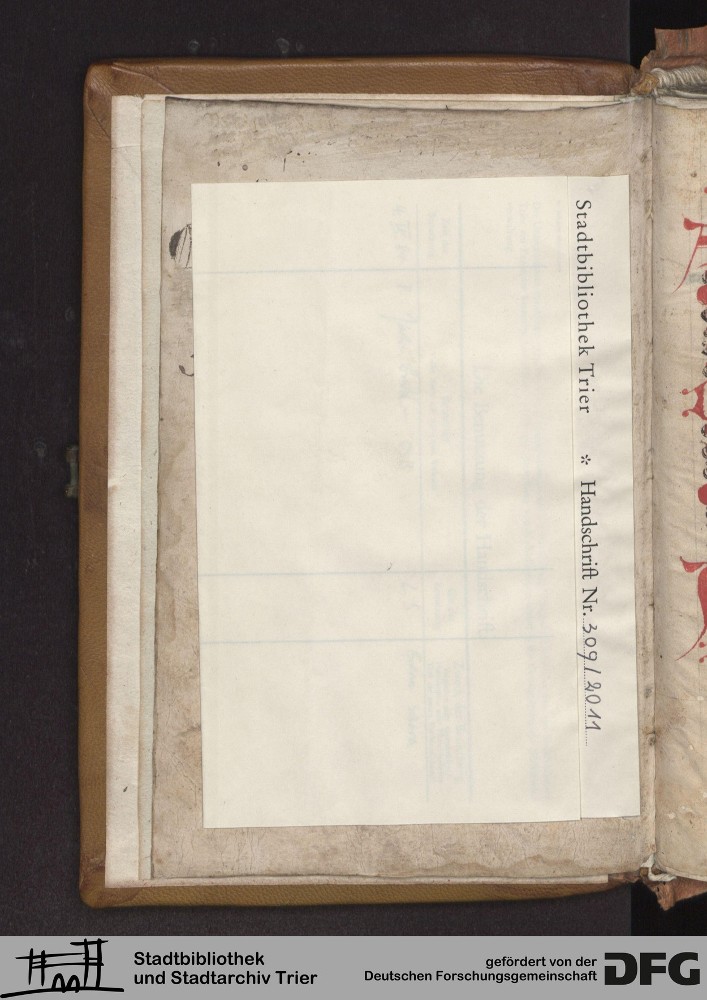 Stadtbibliothek Trier * Handschrift Nr. 309/2011
Stadtbibliothek
und Stadtarchiv Trier
gefördert von der
Deutschen Forschungsgemeinschaft
DFG